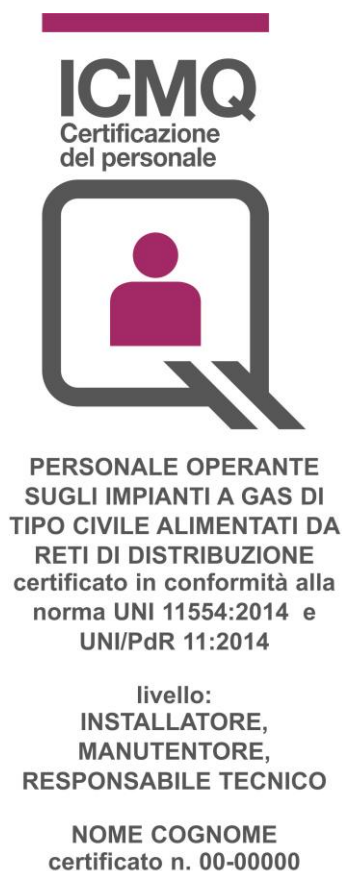 ICMQ
Certificazione
del personale
PERSONALE OPERANTE
SUGLI IMPIANTI A GAS DI
TIPO CIVILE ALIMENTATI DA
RETI DI DISTRIBUZIONE
certificato in conformità alla
norma UNI 11554:2014 e
UNI/PdR 11:2014
livello:
INSTALLATORE,
MANUTENTORE,
RESPONSABILE TECNICO
NOME COGNOME
certificato n. 00-00000